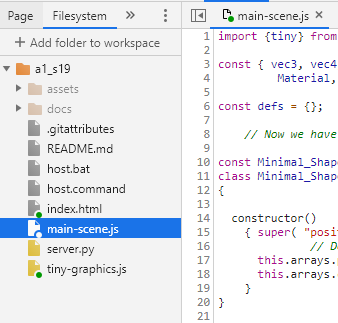 Page Filesystem »
+ Add folder to workspace
a1_s19
assets
docs
.gitattributes
README.md
host.bat
host.command
index.html
main-scene.js
server.py
tiny-graphics.js
main-scene.js ×
1 import {tiny} from
2
3 const { vec3, vec4
4 Material,
5
6 const defs = {};
7
8 // Now we have
9
10 const Minimal_Shap
11 class Minimal_Shap
12 {
13
14 constructor()
15 { super( "posi
16 // De
17 this.arrays.
18 this.arrays.
19 }
20 }
21